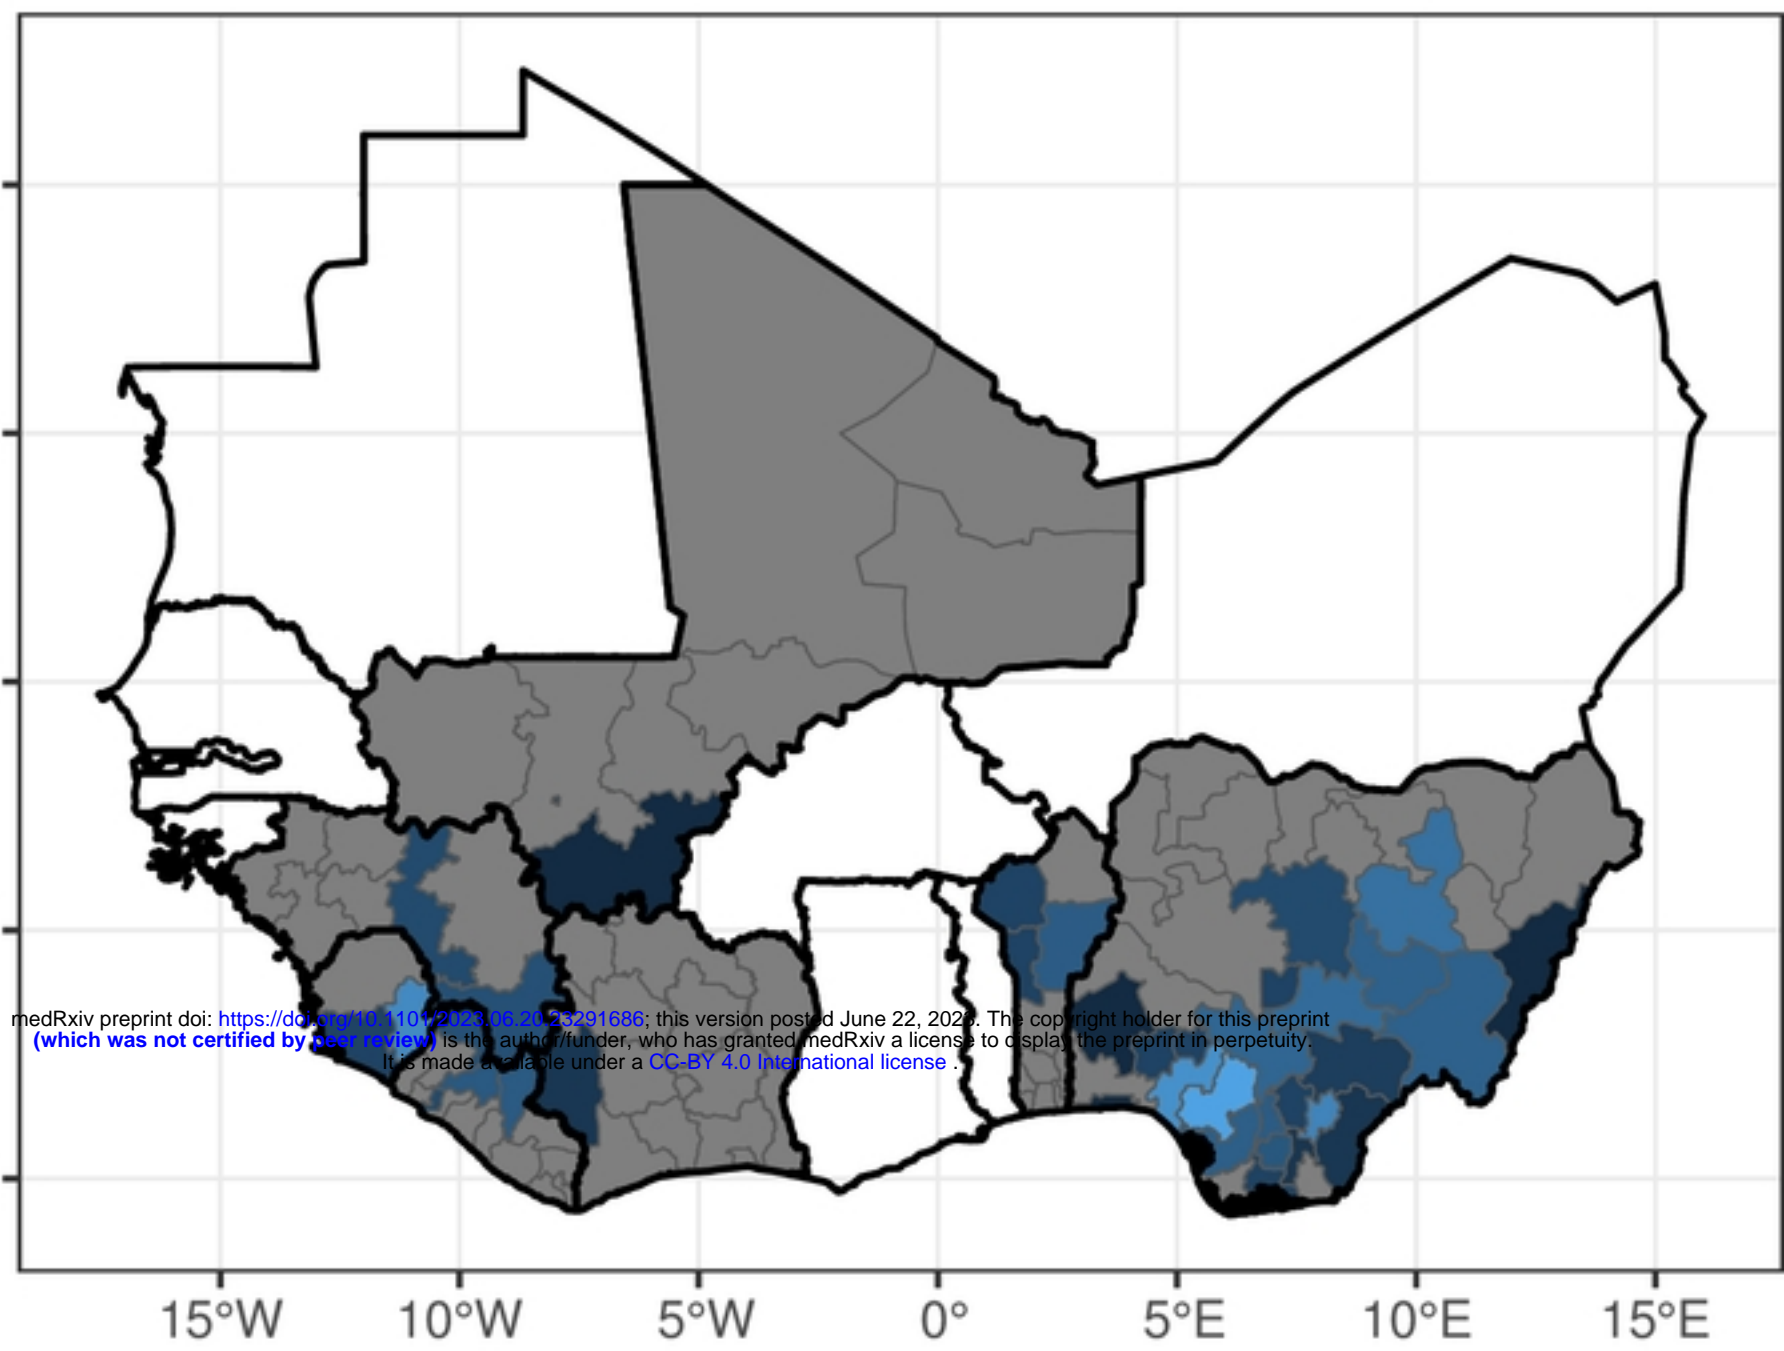 medRxiv preprint doi: https://doi.org/10.1101/2023.06.20.23291686; this version posted June 22, 2023. The copyright holder for this preprint
(which was not certified by peer review) is the author/funder, who has granted medRxiv a license to display the preprint in perpetuity.
It is made available under a CC-BY 4.0 International license .
15°W 10°W 5°W 0° 5°E 10°E 15°E